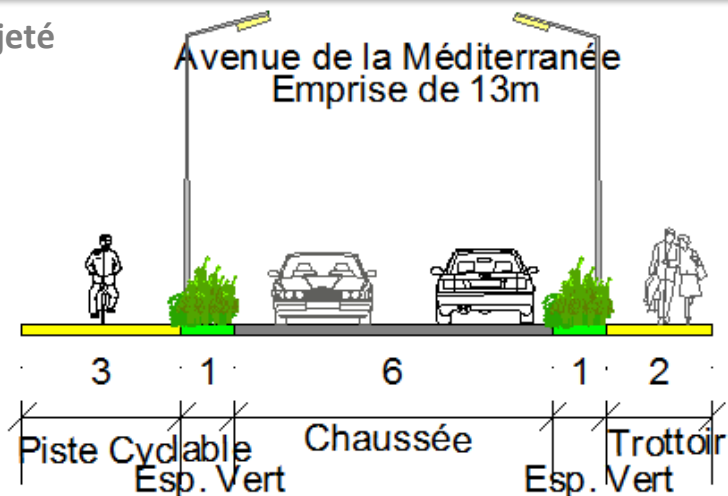 jeté
Avenue de la Méditerranée
Emprise de 13m
3 1 6 1 2
Piste Cyclable Chaussée Trottoir
Esp. Vert Esp. Vert